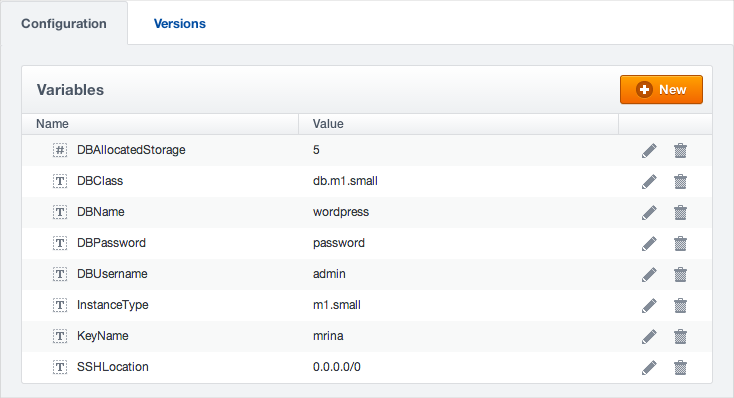 Configuration Versions
Variables New
Name Value
# DBAllocatedStorage 5
T DBClass db.m1.small
T DBName wordpress
T DBPassword password
T DBUsername admin
T InstanceType m1.small
T KeyName mrina
T SSHLocation 0.0.0.0/0